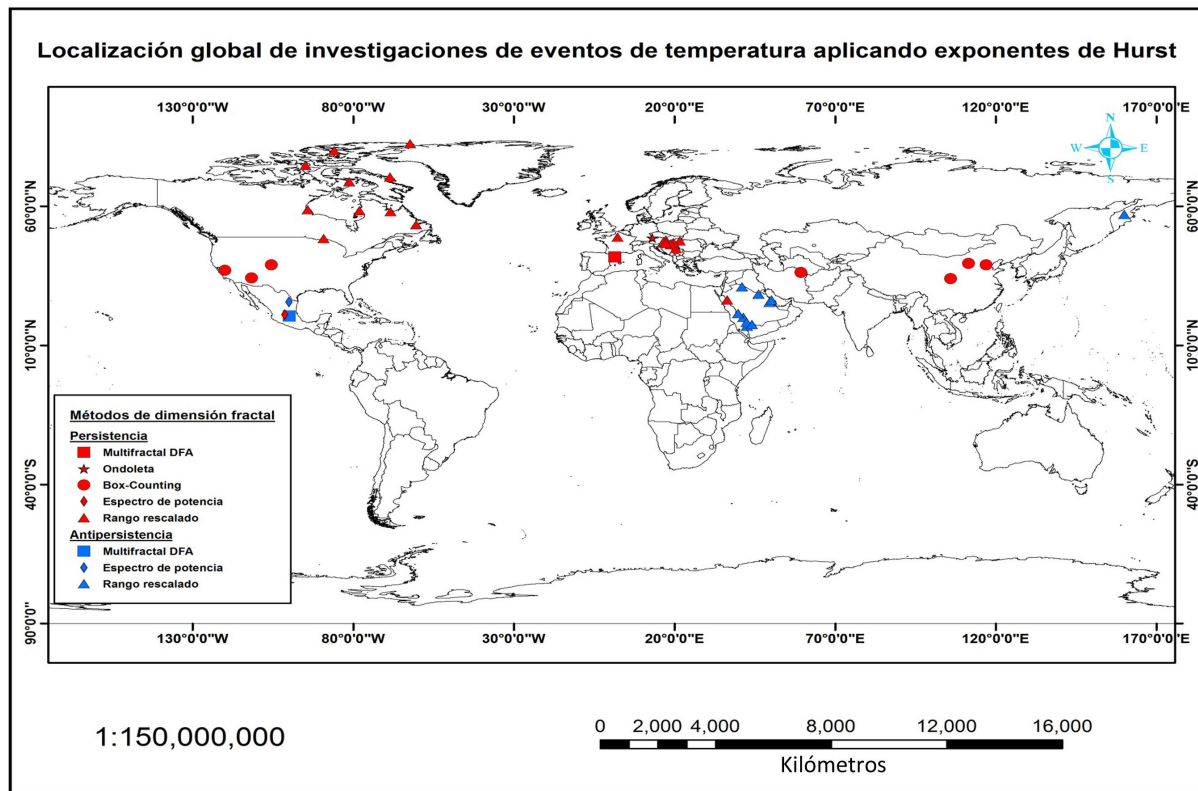 Localización global de investigaciones de eventos de temperatura aplicando exponentes de Hurst
130°0'0"W 80°0'0"W 30°0'0"W 20°0'0"E 70°0'0"E 120°0'0"E 170°0'0"E
N
W E
S
60°0'0"N 60°0'0"N
10°0'0"N 10°0'0"N
40°0'0"S 40°0'0"S
90°0'0"
Métodos de dimensión fractal
Persistencia
Multifractal DFA
Ondoleta
Box-Counting
Espectro de potencia
Rango rescalado
Antipersistencia
Multifractal DFA
Espectro de potencia
Rango rescalado
130°0'0"W 80°0'0"W 30°0'0"W 20°0'0"E 70°0'0"E 120°0'0"E 170°0'0"E
1:150,000,000
0 2,000 4,000 8,000 12,000 16,000
Kilómetros